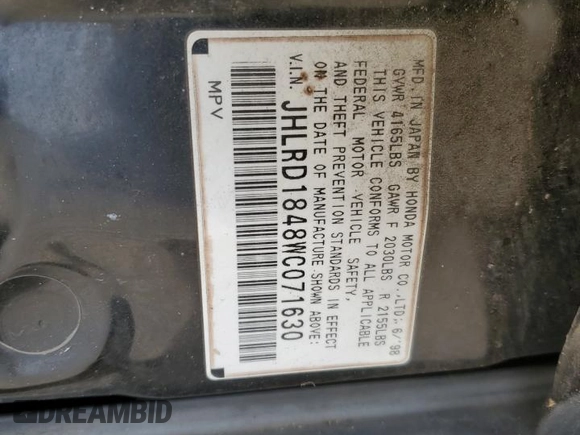 MFD. IN JAPAN BY HONDA MOTOR CO.,LTD. 6/98
GVWR 4165LBS GAWR F 2030LBS R 2155LBS
THIS VEHICLE CONFORMS TO ALL APPLICABLE
FEDERAL MOTOR VEHICLE SAFETY,
AND THEFT PREVENTION STANDARDS IN EFFECT
ON THE DATE OF MANUFACTURE SHOWN ABOVE:
V.I.N. JHLRD1848WC071630
MPV
DREAMBID